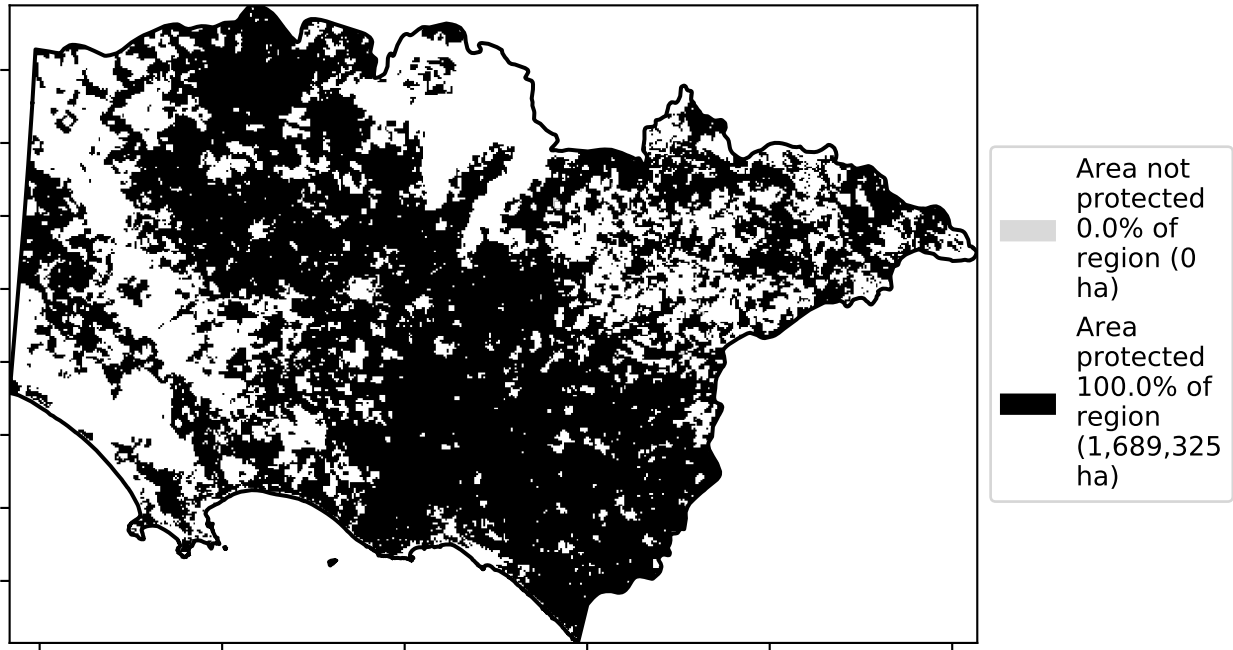 Area not
protected
0.0% of
region (0
ha)
Area
protected
100.0% of
region
(1,689,325
ha)